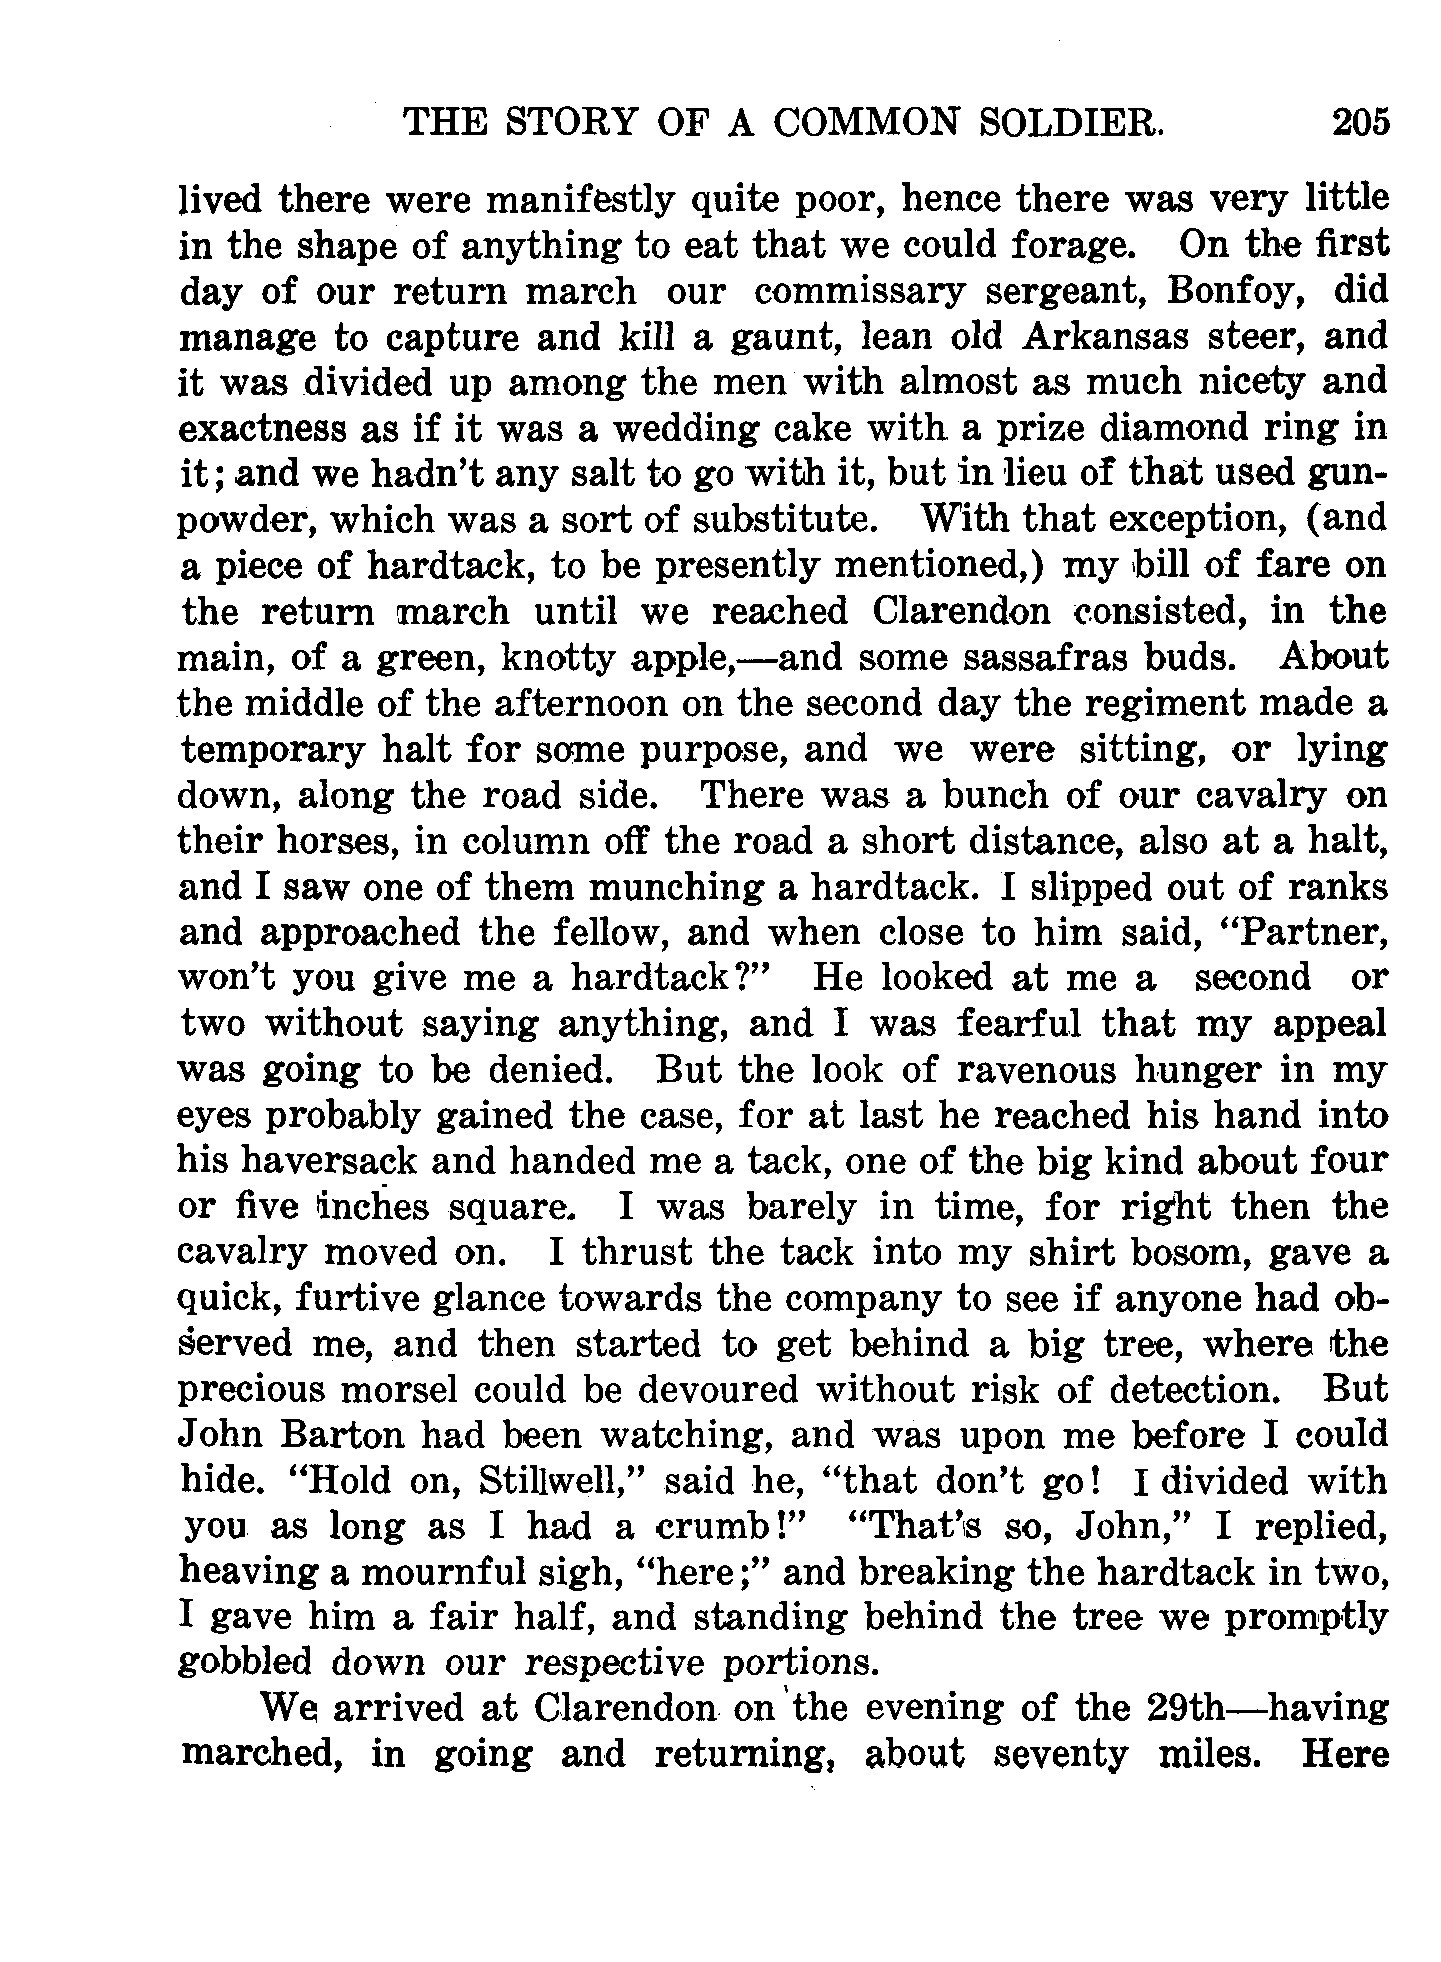 THE STORY OF A COMMON SOLDIER. 205
lived there were manifestly quite poor, hence there was very little
in the shape of anything to eat that we could forage. On the first
day of our return march our commissary sergeant, Bonfoy, did
manage to capture and kill a gaunt, lean old Arkansas steer, and
it was divided up among the men with almost as much nicety and
exactness as if it was a wedding cake with a prize diamond ring in
it; and we hadn't any salt to go with it, but in lieu of that used gun-
powder, which was a sort of substitute. With that exception, (and
a piece of hardtack, to be presently mentioned,) my bill of fare on
the return march until we reached Clarendon consisted, in the
main, of a green, knotty apple,—and some sassafras buds. About
the middle of the afternoon on the second day the regiment made a
temporary halt for some purpose, and we were sitting, or lying
down, along the road side. There was a bunch of our cavalry on
their horses, in column off the road a short distance, also at a halt,
and I saw one of them munching a hardtack. I slipped out of ranks
and approached the fellow, and when close to him said, "Partner,
won't you give me a hardtack?" He looked at me a second or
two without saying anything, and I was fearful that my appeal
was going to be denied. But the look of ravenous hunger in my
eyes probably gained the case, for at last he reached his hand into
his haversack and handed me a tack, one of the big kind about four
or five inches square. I was barely in time, for right then the
cavalry moved on. I thrust the tack into my shirt bosom, gave a
quick, furtive glance towards the company to see if anyone had ob-
served me, and then started to get behind a big tree, where the
precious morsel could be devoured without risk of detection. But
John Barton had been watching, and was upon me before I could
hide. "Hold on, Stillwell," said he, "that don't go! I divided with
you as long as I had a crumb!" "That's so, John," I replied,
heaving a mournful sigh, "here;" and breaking the hardtack in two,
I gave him a fair half, and standing behind the tree we promptly
gobbled down our respective portions.
We arrived at Clarendon on the evening of the 29th—having
marched, in going and returning, about seventy miles. Here